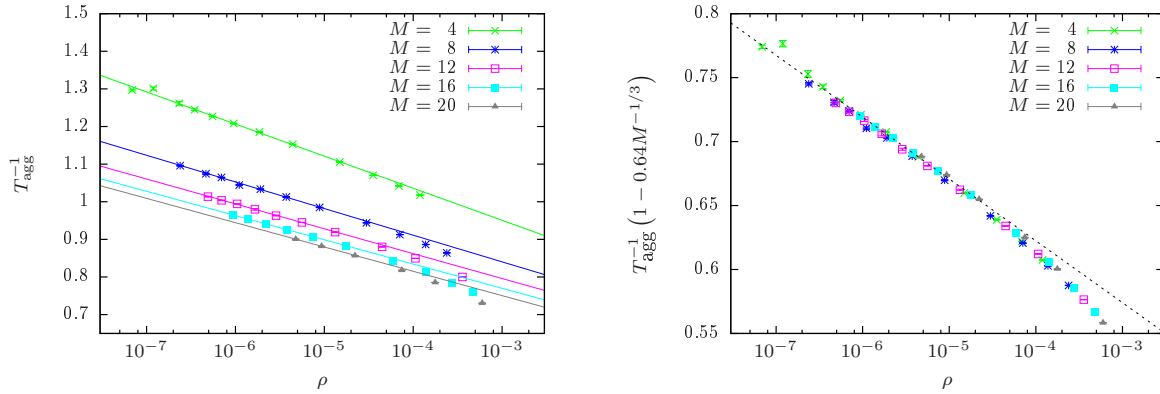 1.5
1.4
1.3
1.2
1.1
1
0.9
0.8
0.7
T_agg^{-1}
10^{-7} 10^{-6} 10^{-5} 10^{-4} 10^{-3}
ρ
M = 4
M = 8
M = 12
M = 16
M = 20
0.8
0.75
0.7
0.65
0.6
0.55
T_agg^{-1} (1 − 0.64M^{−1/3})
10^{-7} 10^{-6} 10^{-5} 10^{-4} 10^{-3}
ρ
M = 4
M = 8
M = 12
M = 16
M = 20